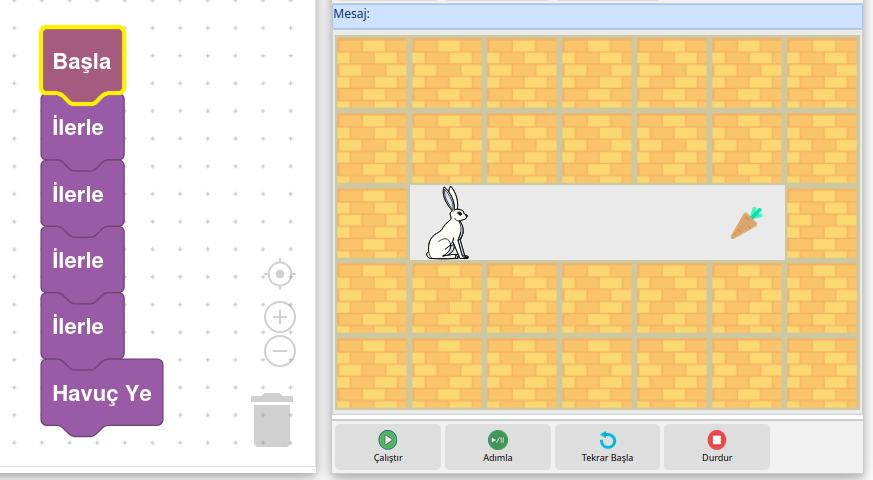 Mesaj:
Başla
İlerle
İlerle
İlerle
İlerle
Havuç Ye
Çalıştır
Adımla
Tekrar Başla
Durdur